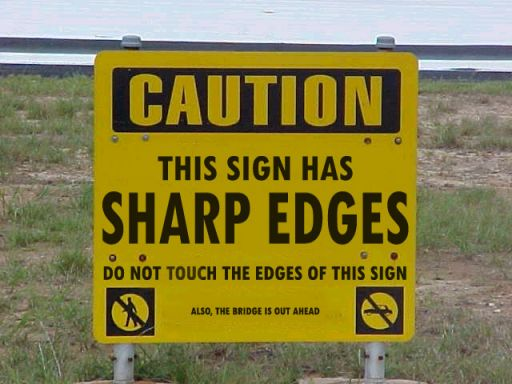 CAUTION
THIS SIGN HAS
SHARP EDGES
DO NOT TOUCH THE EDGES OF THIS SIGN
ALSO, THE BRIDGE IS OUT AHEAD